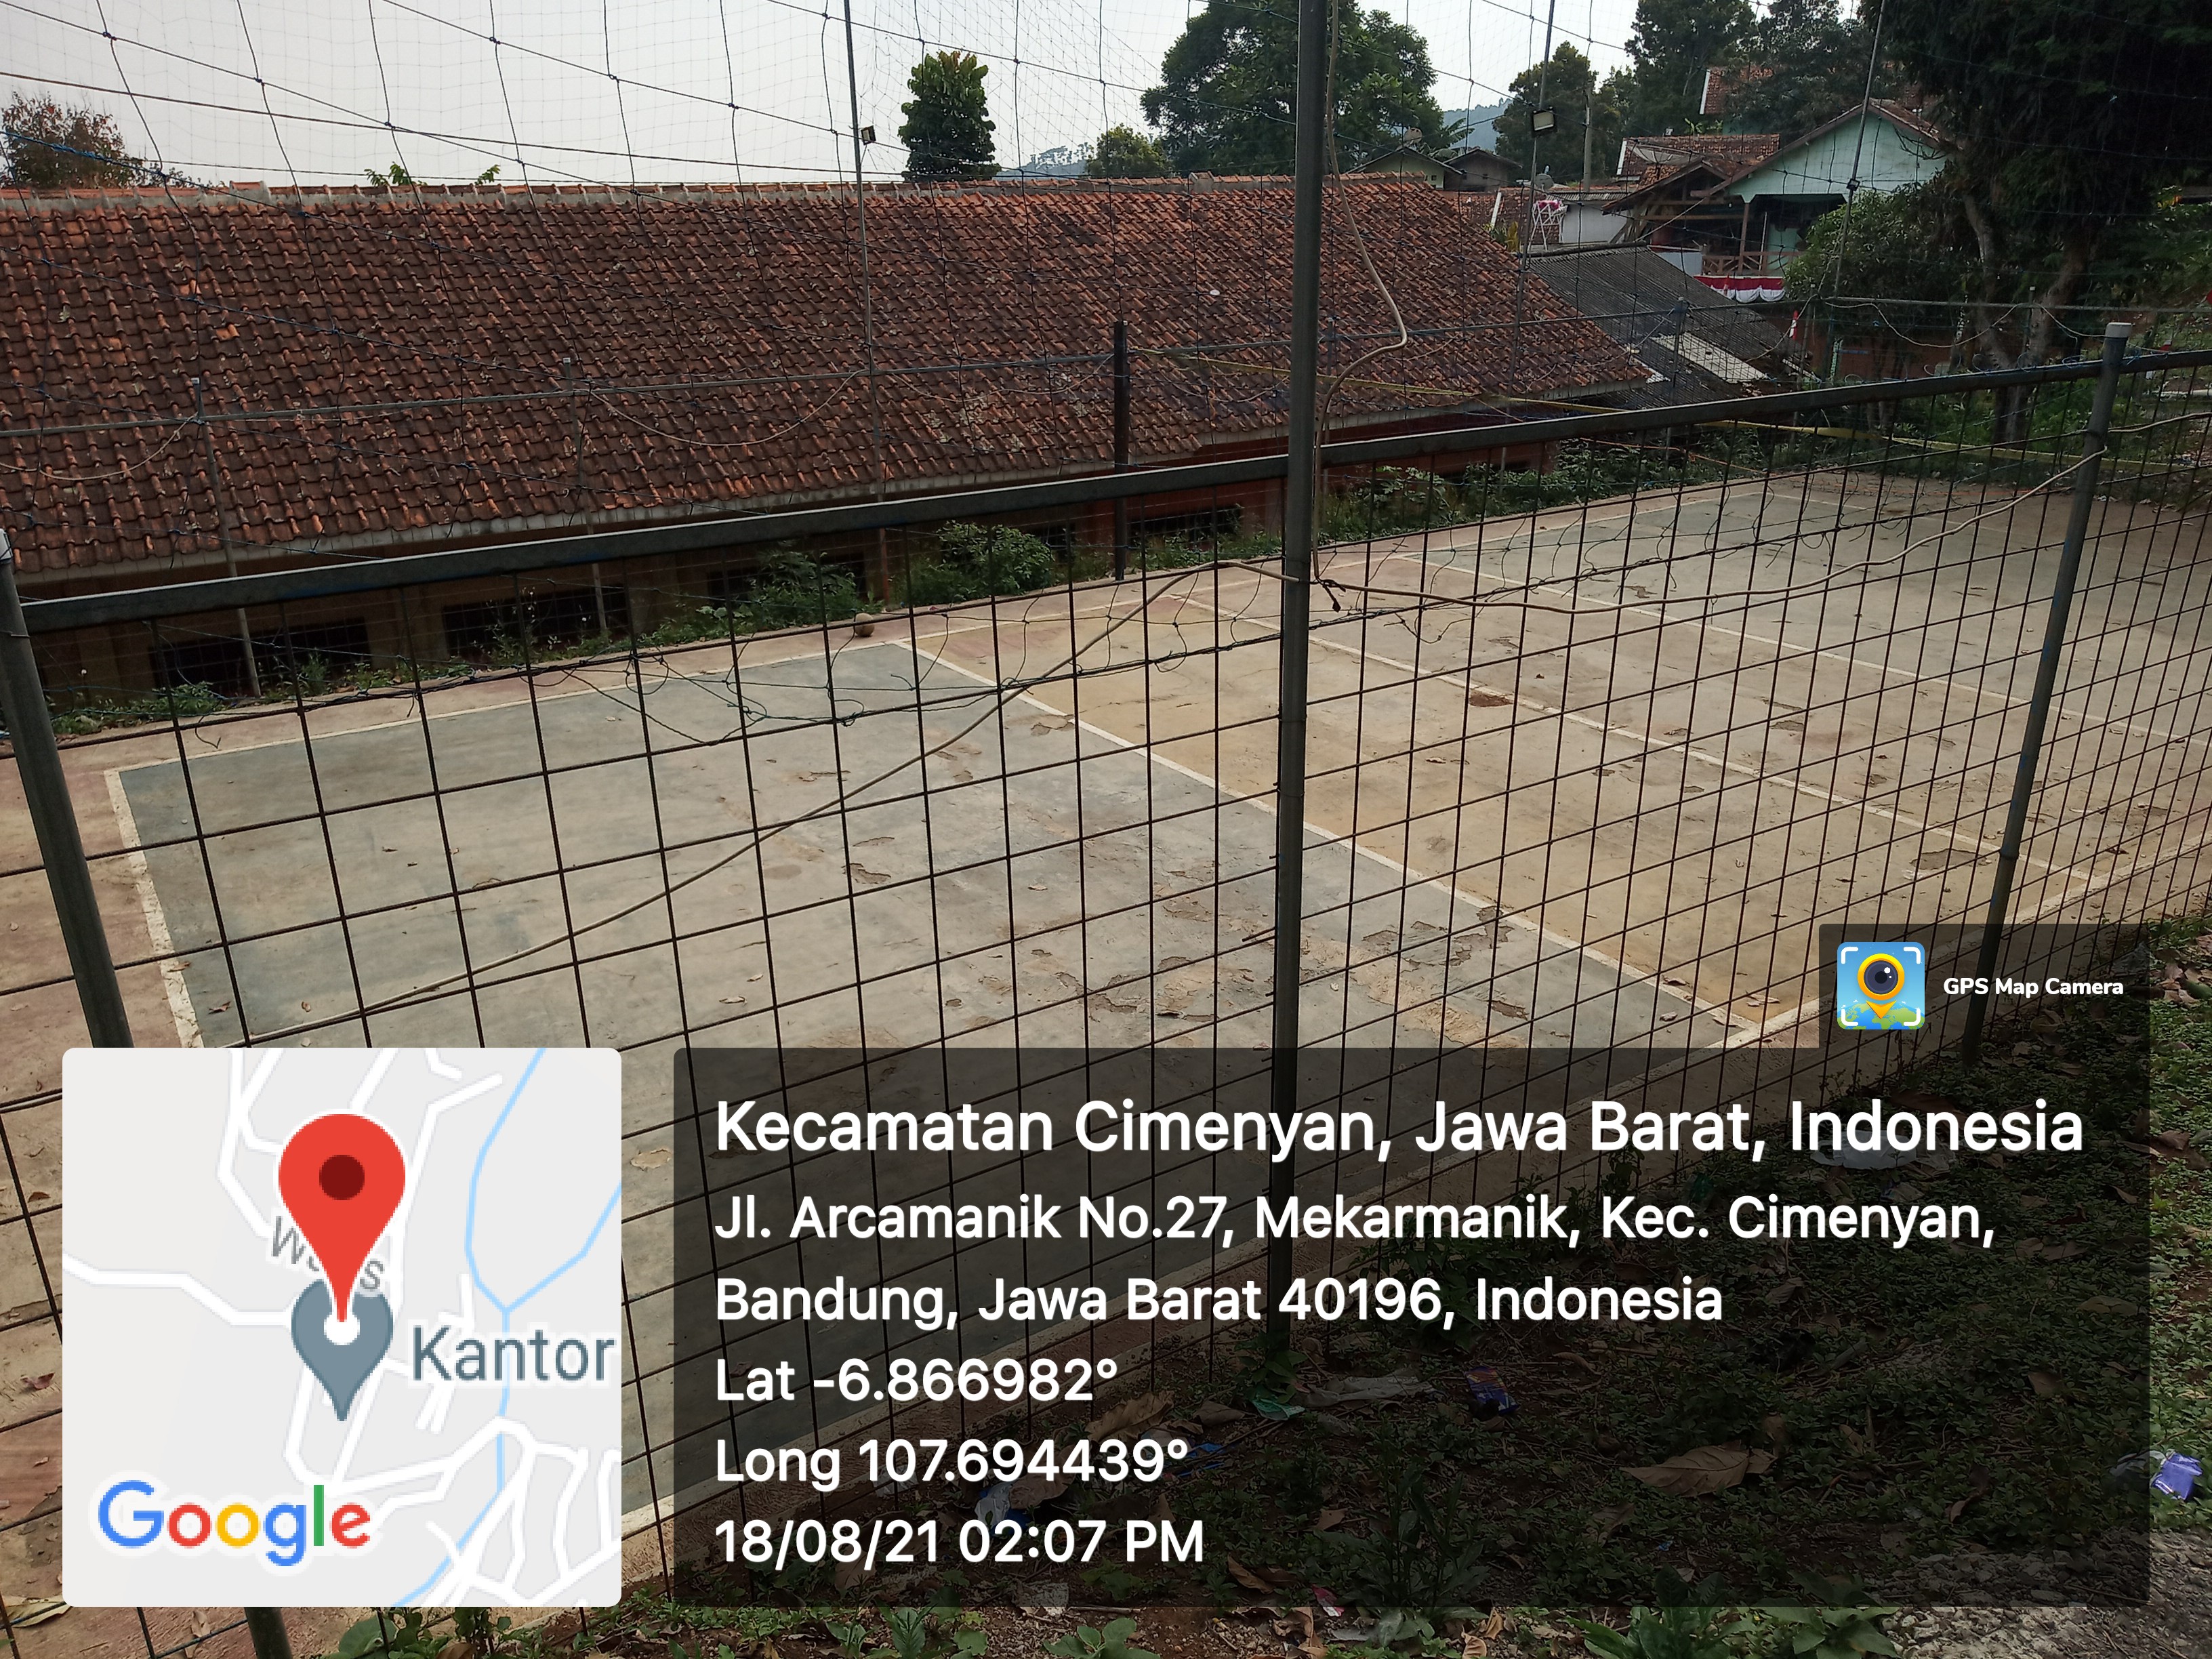 GPS Map Camera
Kecamatan Cimenyan, Jawa Barat, Indonesia
Jl. Arcamanik No.27, Mekarmanik, Kec. Cimenyan,
Bandung, Jawa Barat 40196, Indonesia
Lat -6.866982°
Long 107.694439°
18/08/21 02:07 PM
Kantor
Google